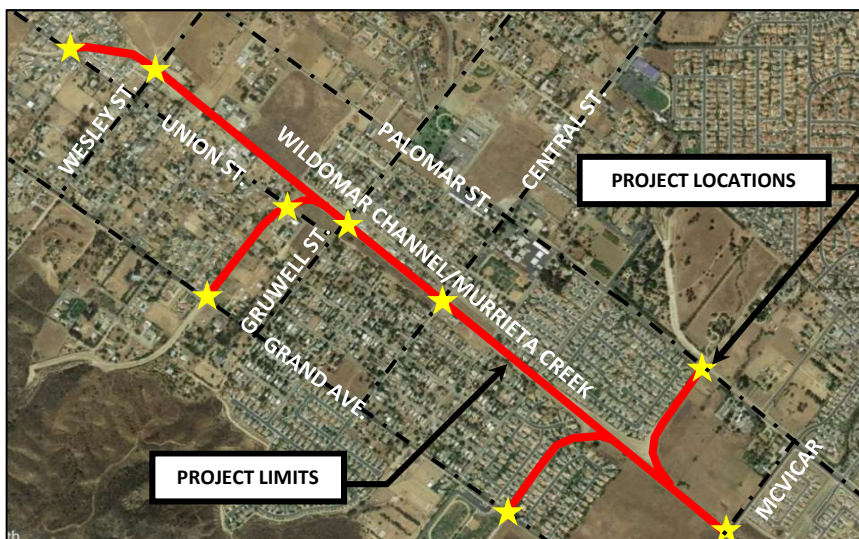 WESLEY ST.
UNION ST.
WILDOMAR CHANNEL/MURRIETA CREEK
PALOMAR ST.
CENTRAL ST.
PROJECT LOCATIONS
GRUWELL ST.
GRAND AVE.
PROJECT LIMITS
MCVICAR
th